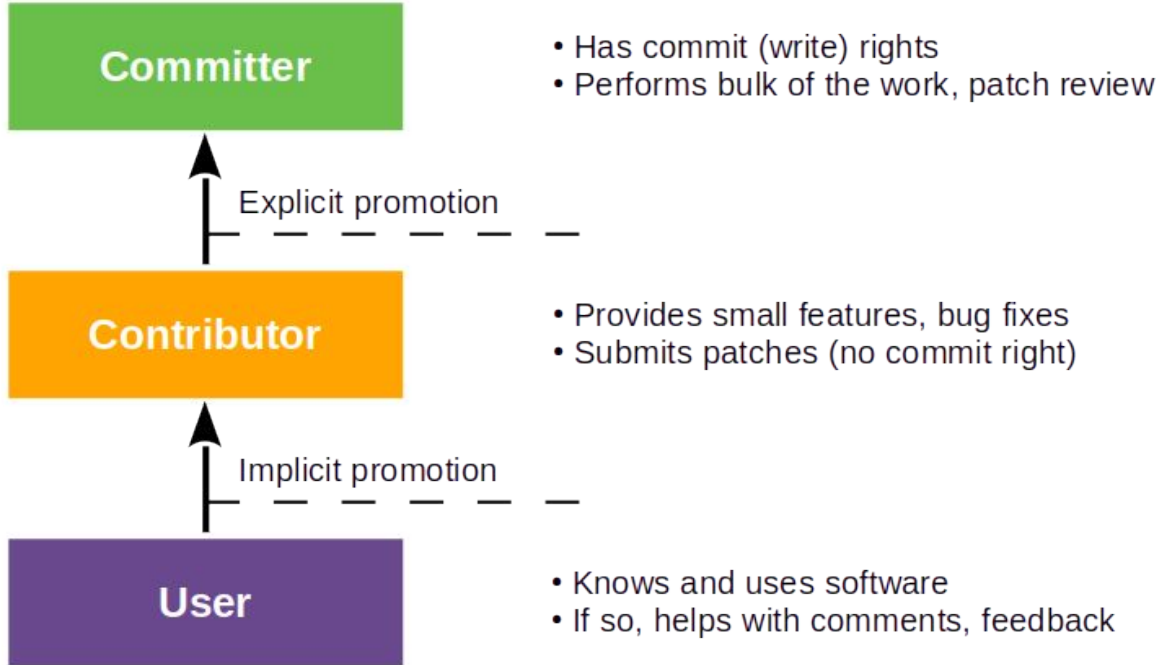 Committer
• Has commit (write) rights
• Performs bulk of the work, patch review
Explicit promotion
Contributor
• Provides small features, bug fixes
• Submits patches (no commit right)
Implicit promotion
User
• Knows and uses software
• If so, helps with comments, feedback